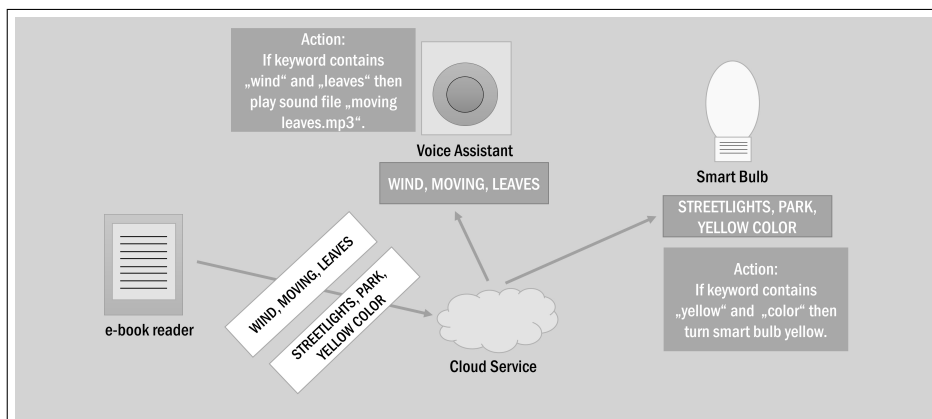 Action:
If keyword contains
„wind“ and „leaves“ then
play sound file „moving
leaves.mp3“.
Voice Assistant
WIND, MOVING, LEAVES
Smart Bulb
STREETLIGHTS, PARK,
YELLOW COLOR
Action:
If keyword contains
„yellow“ and „color“ then
turn smart bulb yellow.
e-book reader
WIND, MOVING, LEAVES
STREETLIGHTS, PARK,
YELLOW COLOR
Cloud Service